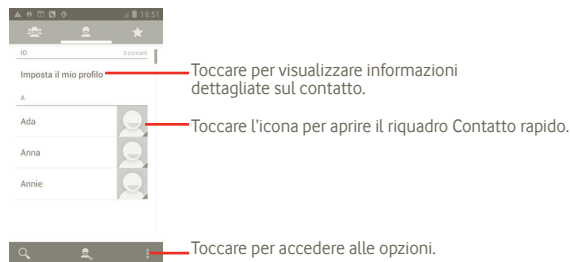 18:51
IO 3 contatti
Imposta il mio profilo
Toccare per visualizzare informazioni
dettagliate sul contatto.
A
Ada
Toccare l'icona per aprire il riquadro Contatto rapido.
Anna
Annie
Toccare per accedere alle opzioni.